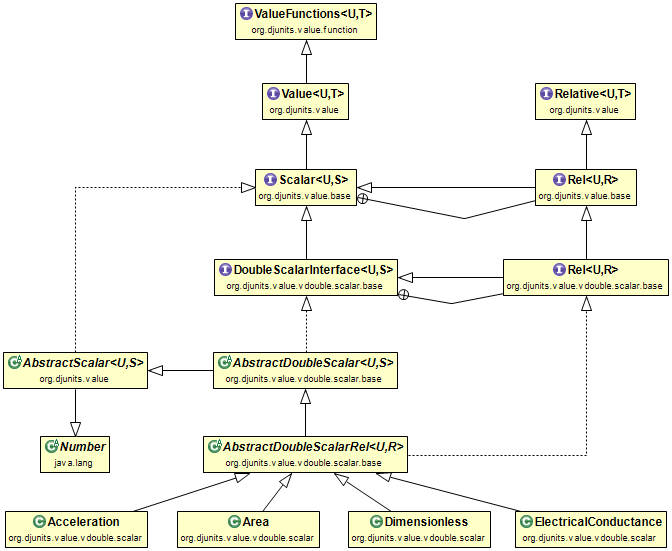 ValueFunctions<U,T>
org.djunits.value.function
Value<U,T>
org.djunits.value
Relative<U,T>
org.djunits.value
Scalar<U,S>
org.djunits.value.base
Rel<U,R>
org.djunits.value.base
DoubleScalarInterface<U,S>
org.djunits.value.vdouble.scalar.base
Rel<U,R>
org.djunits.value.vdouble.scalar.base
AbstractScalar<U,S>
org.djunits.value
AbstractDoubleScalar<U,S>
org.djunits.value.vdouble.scalar.base
Number
java.lang
AbstractDoubleScalarRel<U,R>
org.djunits.value.vdouble.scalar.base
Acceleration
org.djunits.value.vdouble.scalar
Area
org.djunits.value.vdouble.scalar
Dimensionless
org.djunits.value.vdouble.scalar
ElectricalConductance
org.djunits.value.vdouble.scalar